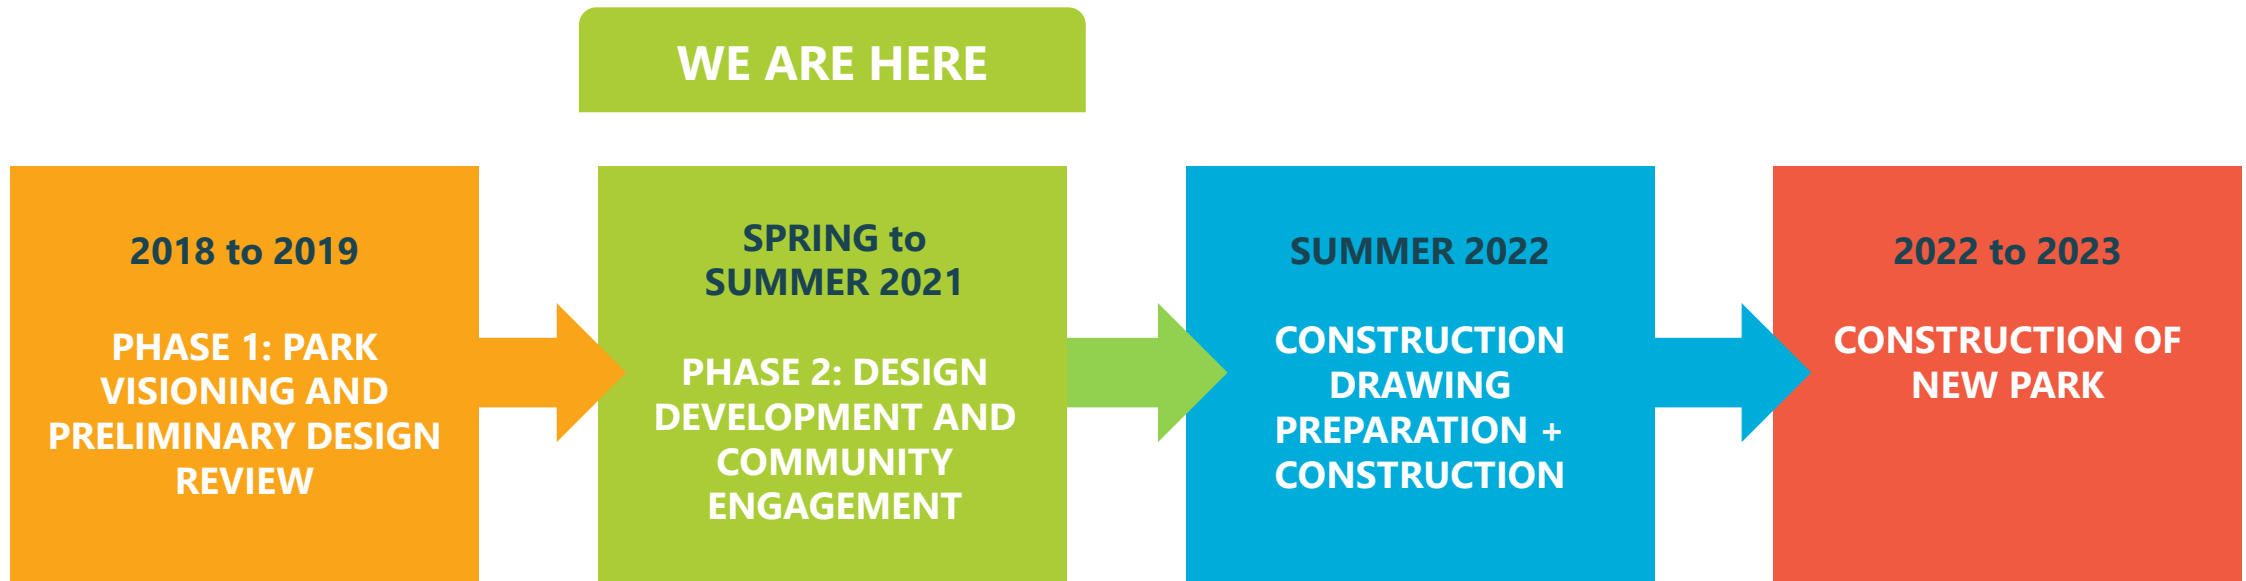 WE ARE HERE
2018 to 2019
PHASE 1: PARK
VISIONING AND
PRELIMINARY DESIGN
REVIEW
SPRING to
SUMMER 2021
PHASE 2: DESIGN
DEVELOPMENT AND
COMMUNITY
ENGAGEMENT
SUMMER 2022
CONSTRUCTION
DRAWING
PREPARATION +
CONSTRUCTION
2022 to 2023
CONSTRUCTION OF
NEW PARK